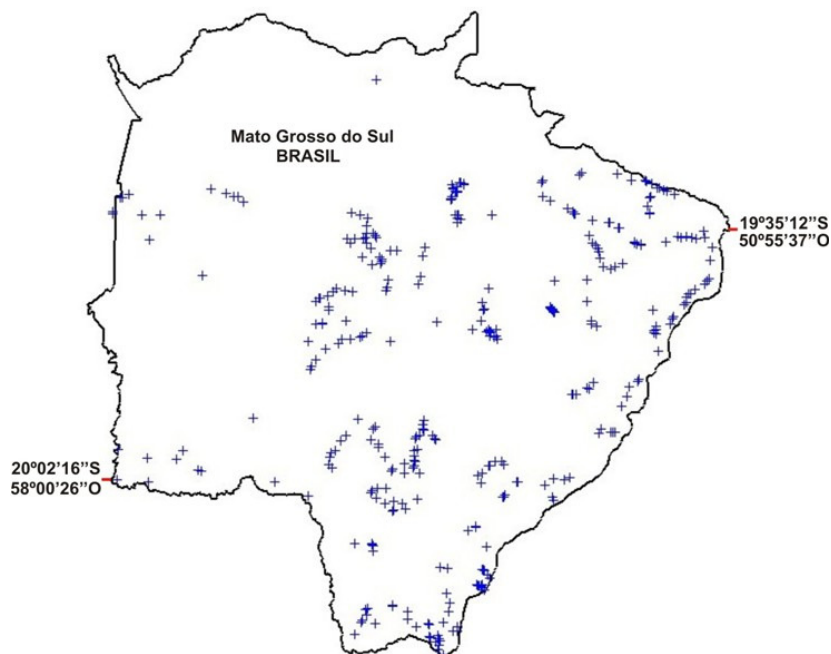 Mato Grosso do Sul
BRASIL
19º35'12”S
50º55'37”O
20º02'16”S
58º00'26”O